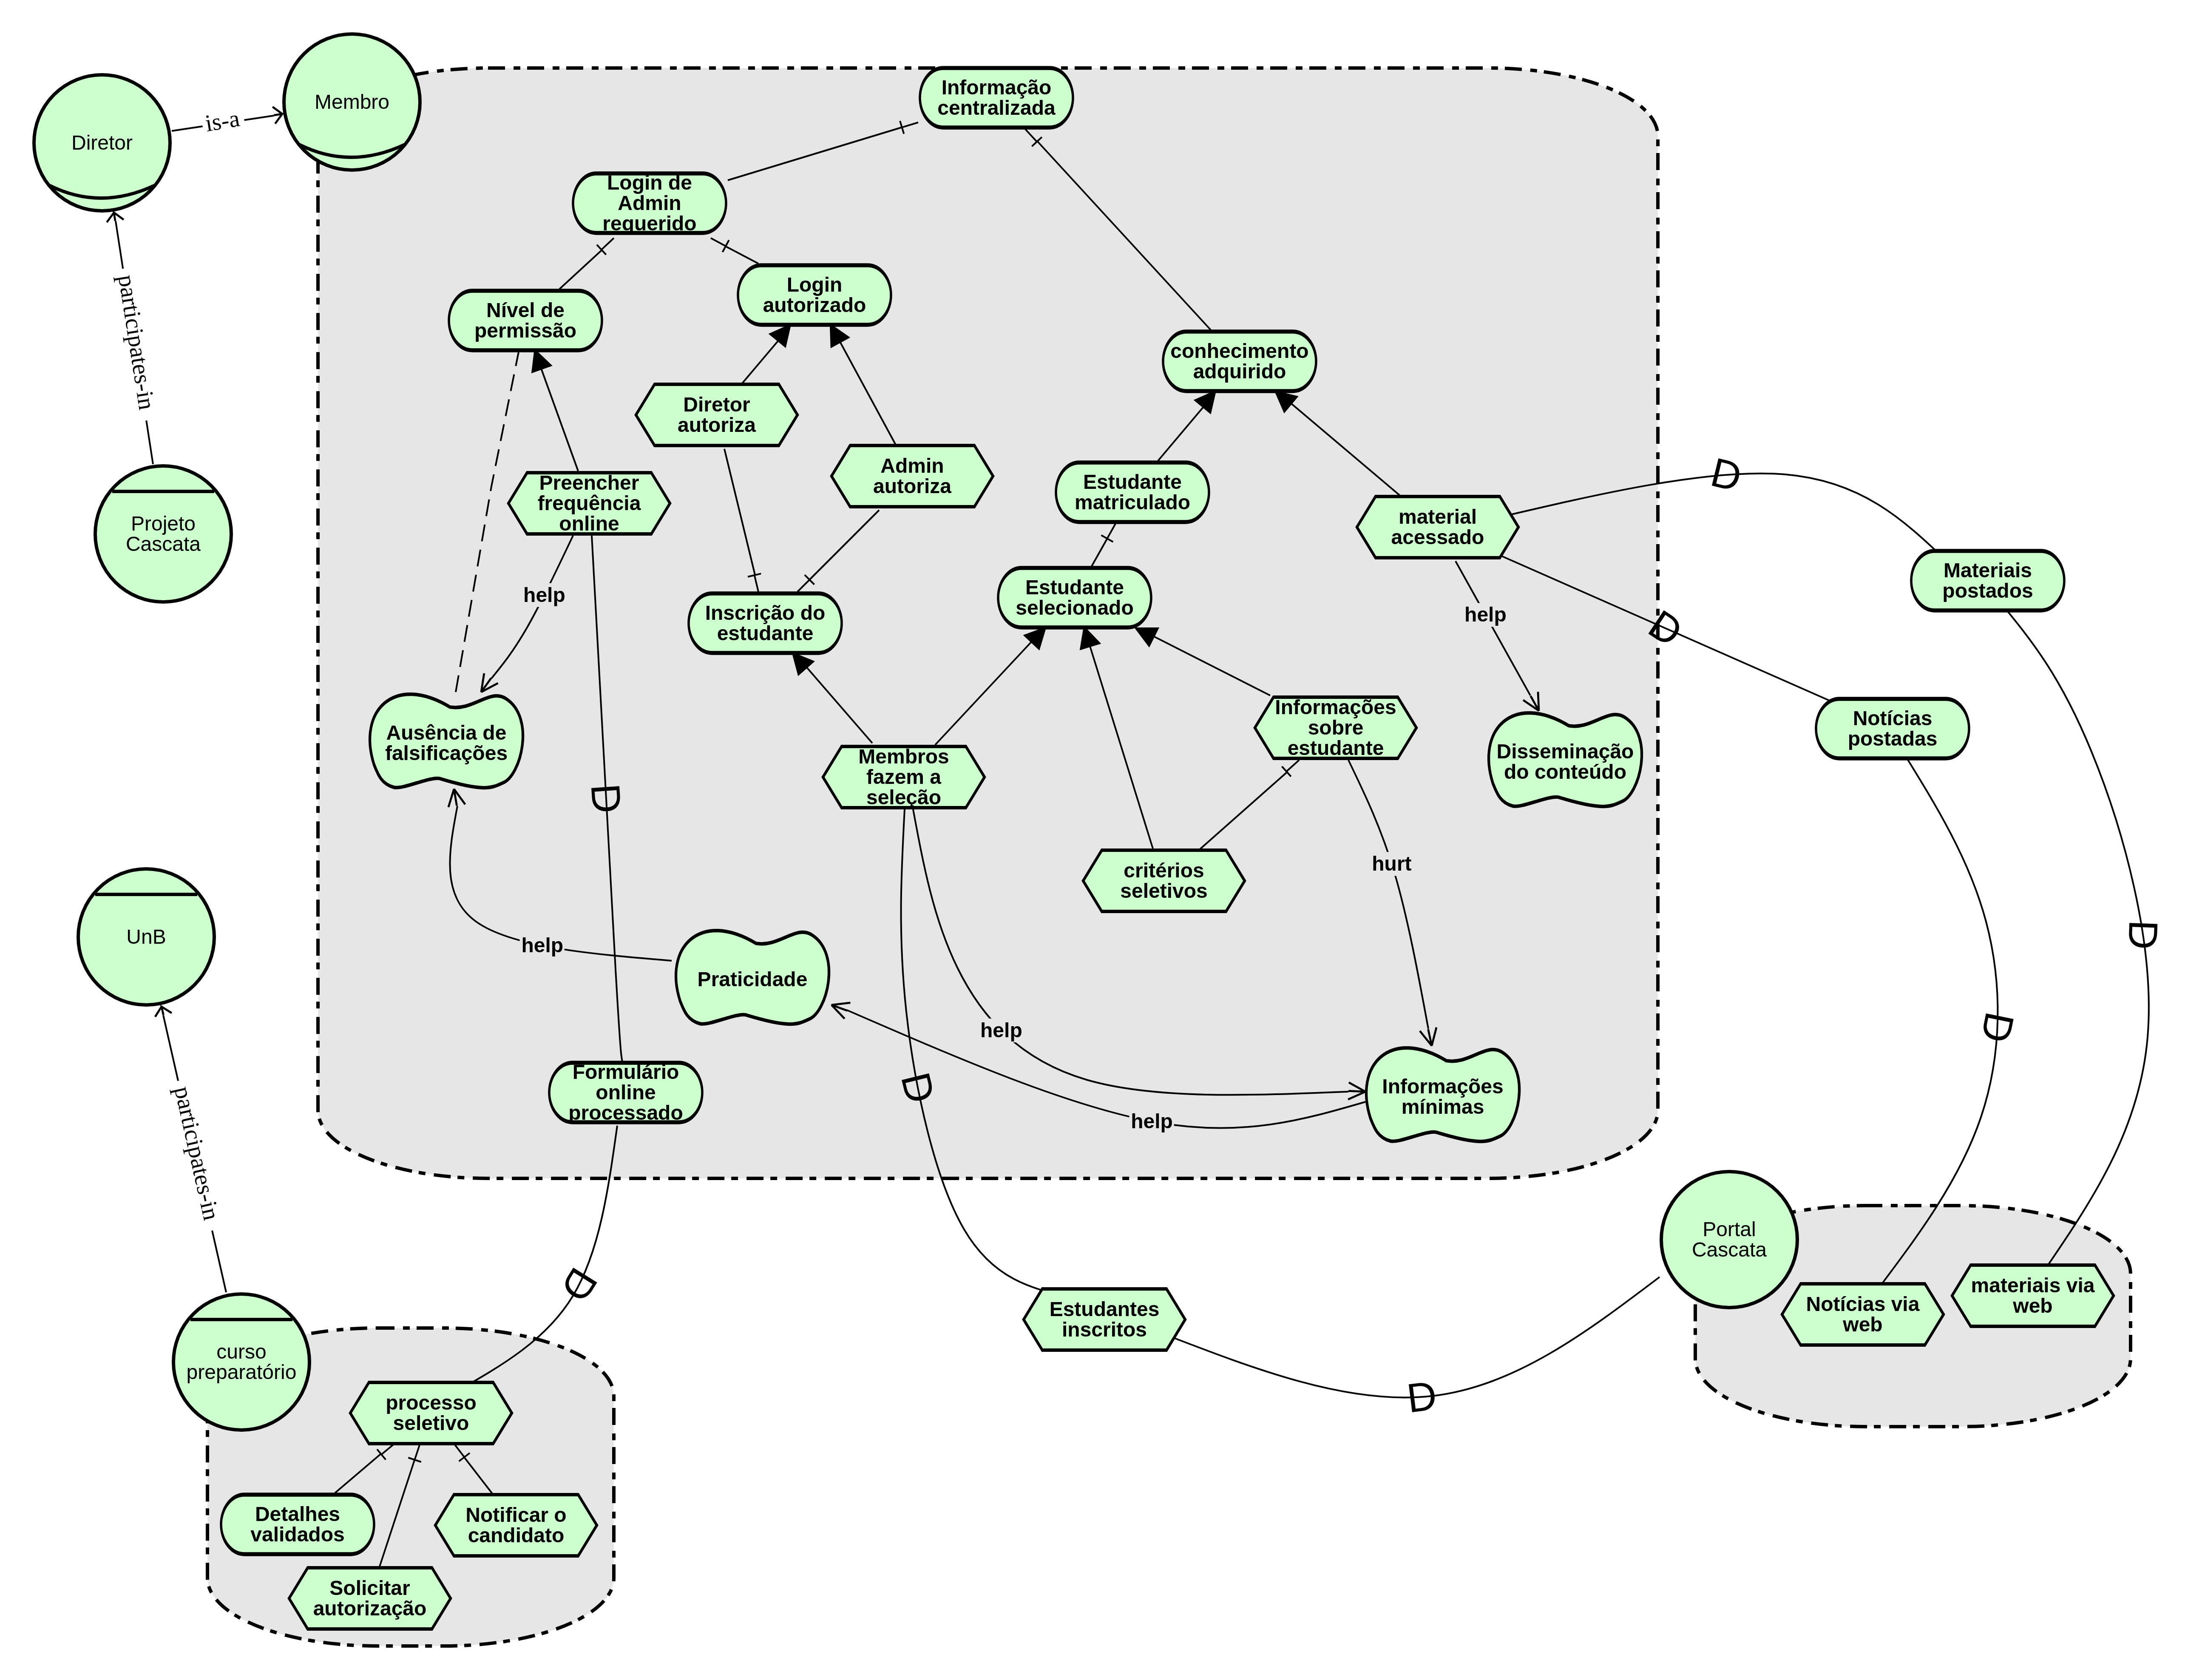 Informação
centralizada
Membro
Diretor
is-a
Login de
Admin
requerido
Login
autorizado
Nível de
permissão
conhecimento
adquirido
participates-in
Diretor
autoriza
Admin
autoriza
Preencher
frequência
online
Estudante
matriculado
material
acessado
D
Projeto
Cascata
Materiais
postados
help
Inscrição do
estudante
Estudante
selecionado
help
D
Ausência de
falsificações
Informações
sobre
estudante
Notícias
postadas
Disseminação
do conteúdo
Membros
fazem a
seleção
D
hurt
critérios
seletivos
UnB
D
help
Praticidade
help
D
Formulário
online
processado
D
Informações
mínimas
help
participates-in
Portal
Cascata
D
Estudantes
inscritos
Notícias via
web
materiais via
web
curso
preparatório
D
processo
seletivo
Detalhes
validados
Notificar o
candidato
Solicitar
autorização